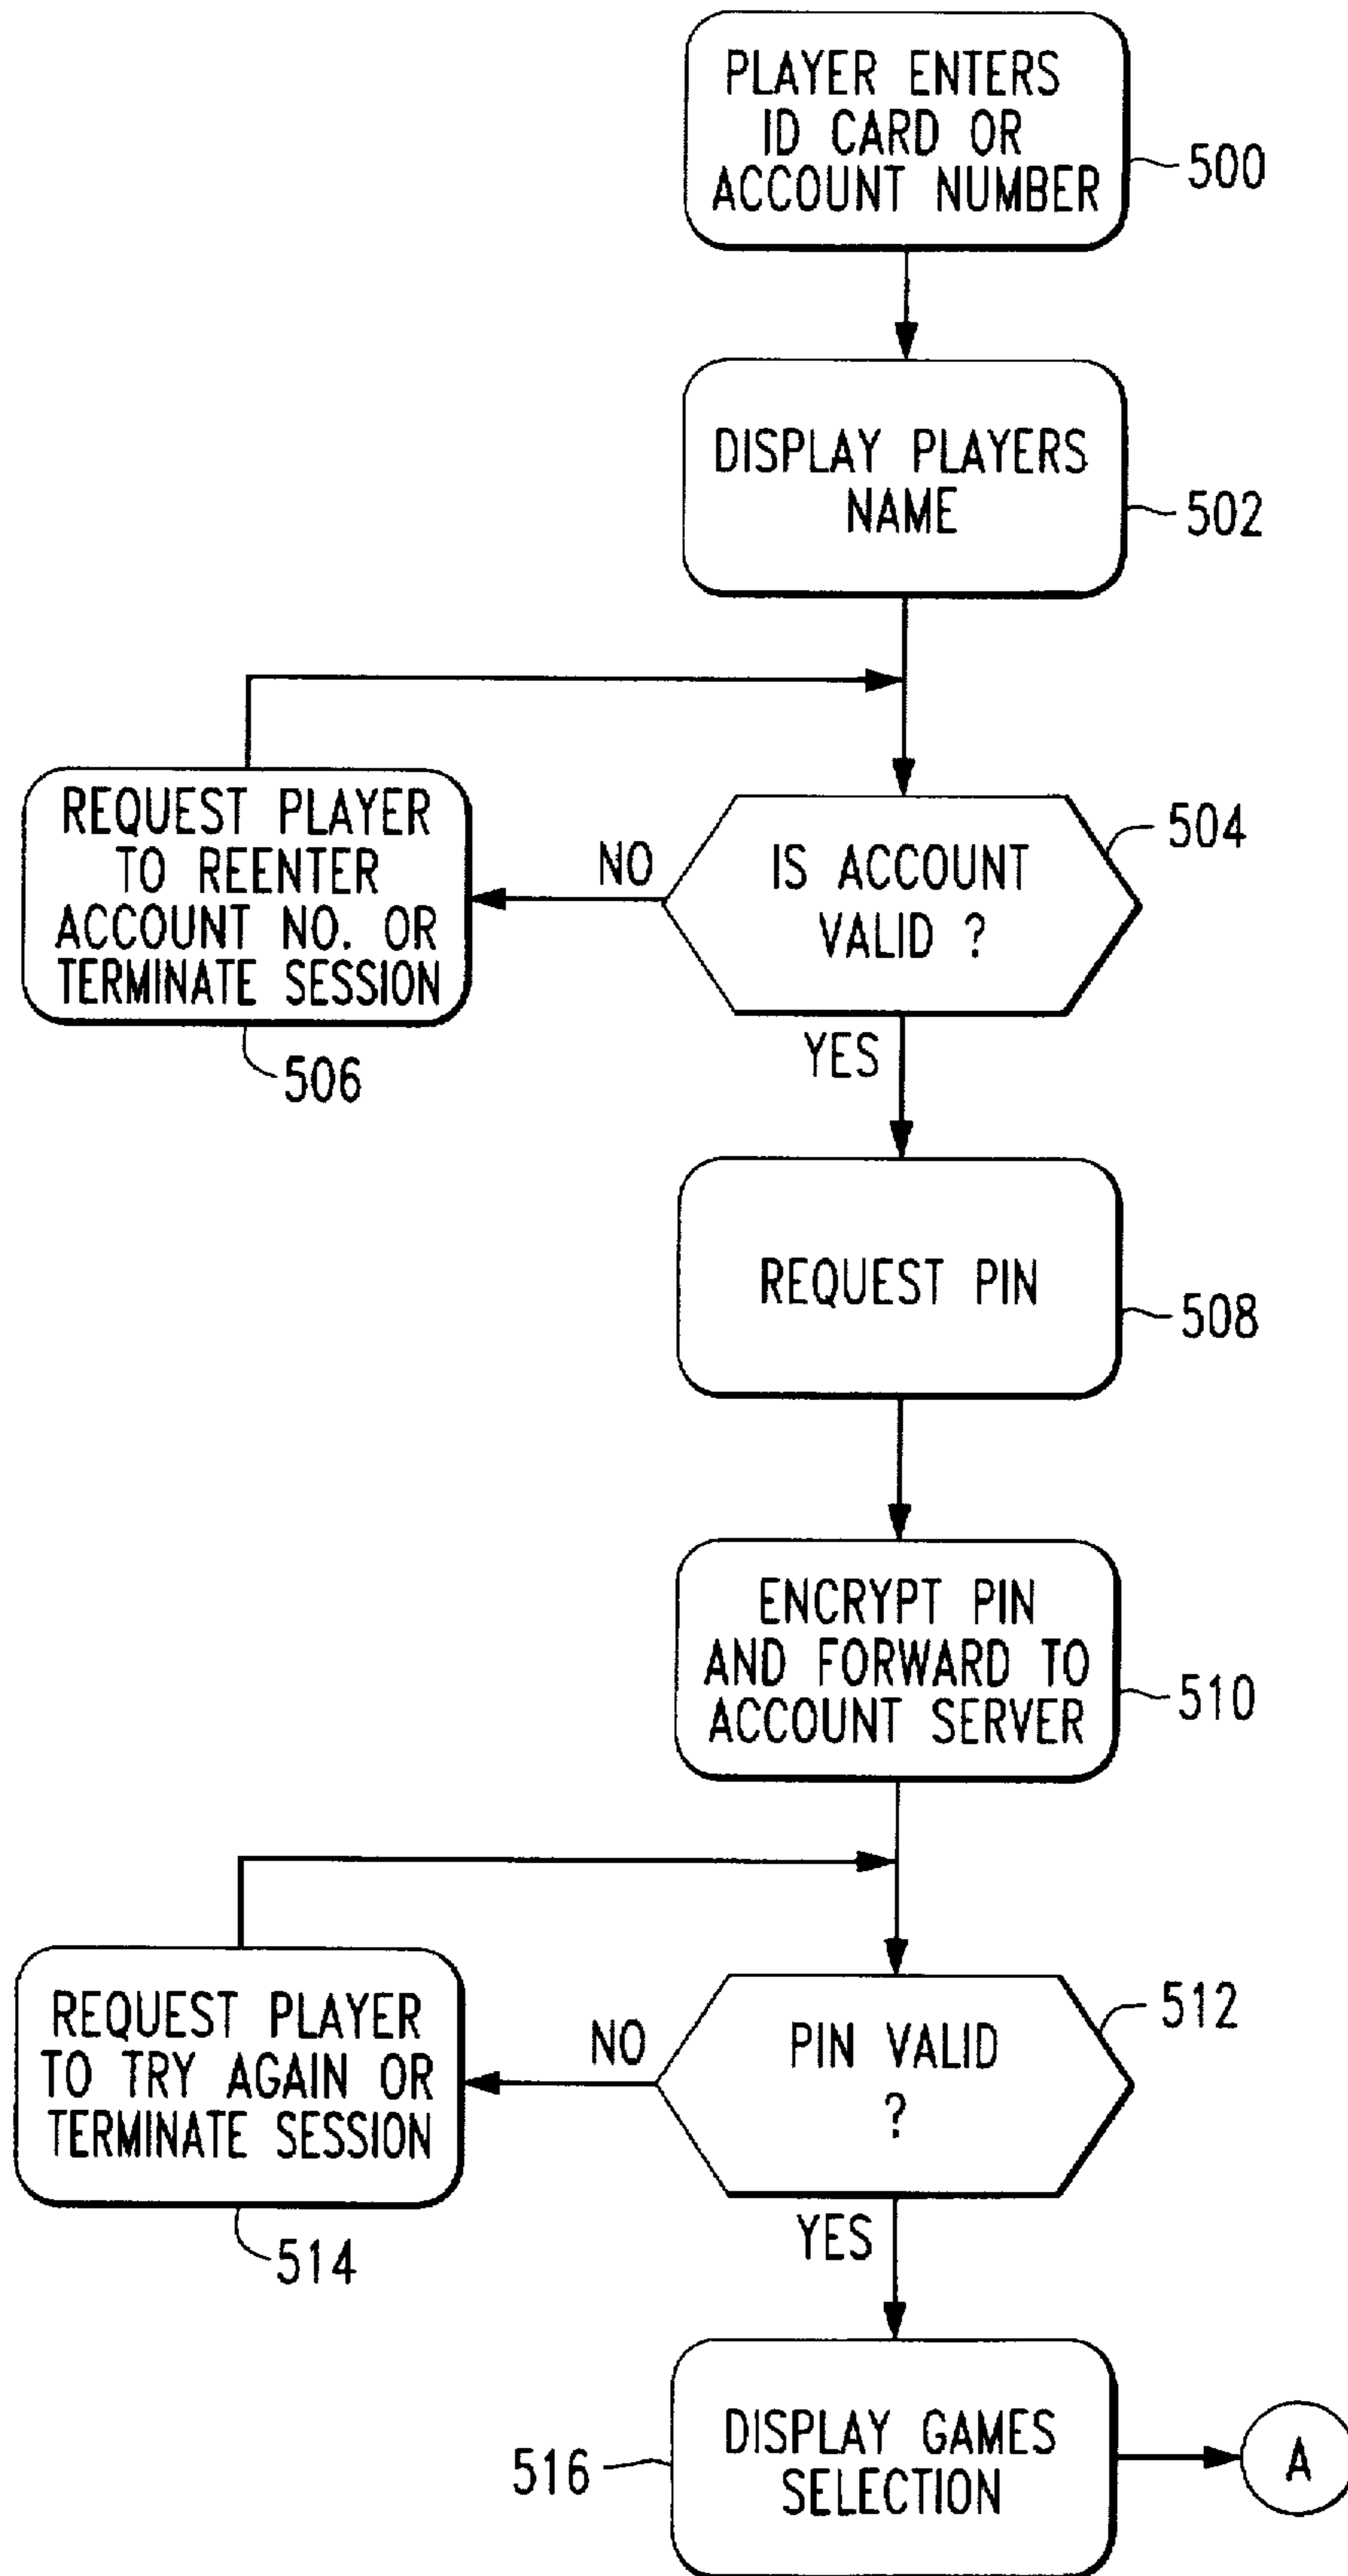 PLAYER ENTERS
ID CARD OR
ACCOUNT NUMBER
500
DISPLAY PLAYERS
NAME
502
REQUEST PLAYER
TO REENTER
ACCOUNT NO. OR
TERMINATE SESSION
506
NO
IS ACCOUNT
VALID ?
504
YES
REQUEST PIN
508
ENCRYPT PIN
AND FORWARD TO
ACCOUNT SERVER
510
REQUEST PLAYER
TO TRY AGAIN OR
TERMINATE SESSION
514
NO
PIN VALID
?
512
YES
DISPLAY GAMES
SELECTION
516
A